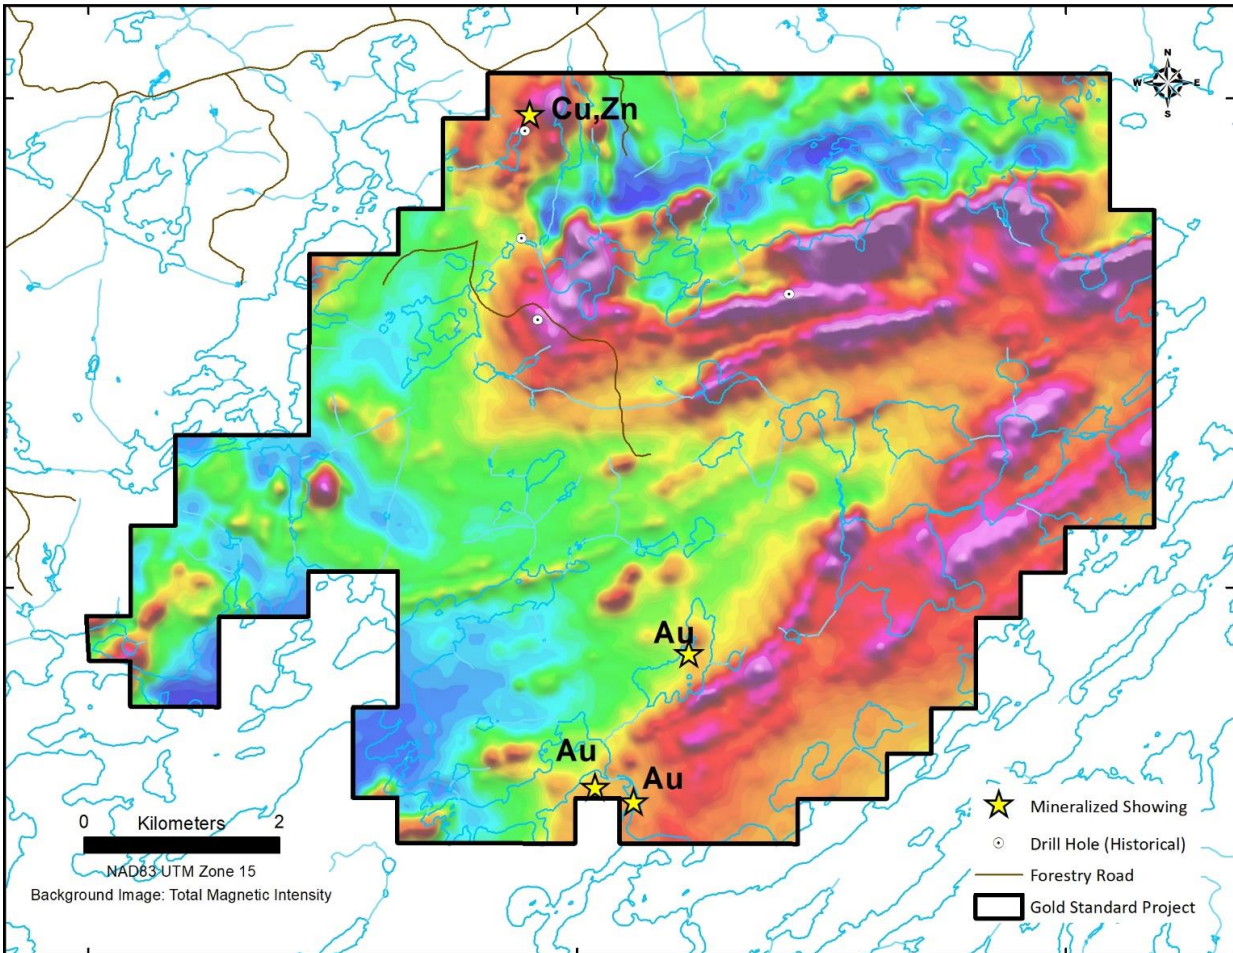 N
W E
S
Cu,Zn
Au
Au
Au
0 Kilometers 2
NAD83 UTM Zone 15
Background Image: Total Magnetic Intensity
Mineralized Showing
Drill Hole (Historical)
Forestry Road
Gold Standard Project